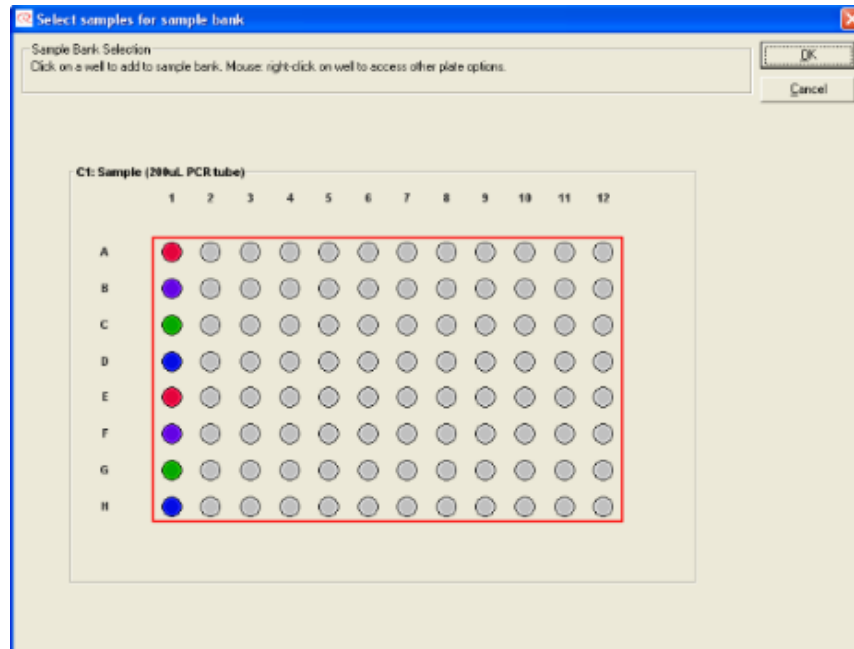 Select samples for sample bank
Sample Bank Selection
Click on a well to add to sample bank. Mouse: right-click on well to access other plate options.
OK
Cancel
C1: Sample (200uL PCR tube)
1 2 3 4 5 6 7 8 9 10 11 12
A
B
C
D
E
F
G
H